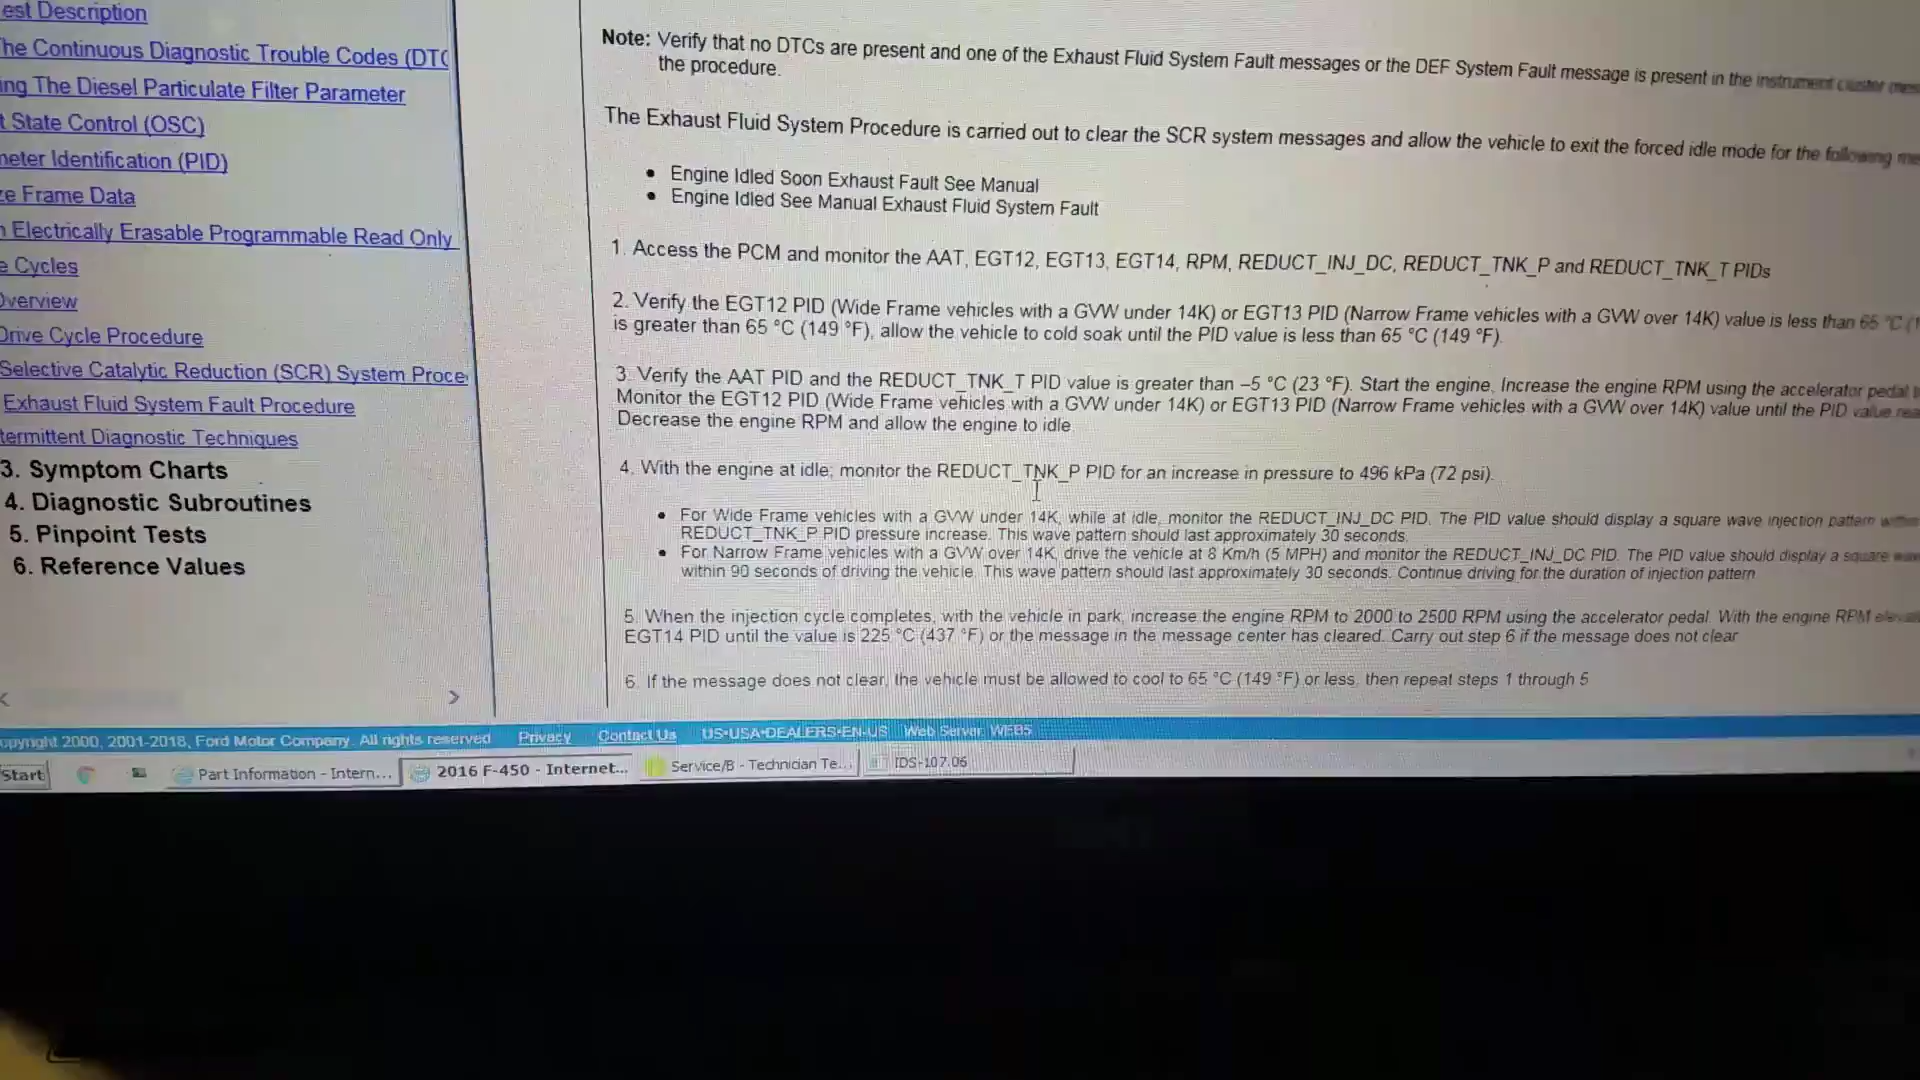 est Description
he Continuous Diagnostic Trouble Codes (DTC
ing The Diesel Particulate Filter Parameter
t State Control (OSC)
meter Identification (PID)
ze Frame Data
n Electrically Erasable Programmable Read Only
e Cycles
Overview
Drive Cycle Procedure
Selective Catalytic Reduction (SCR) System Proce
Exhaust Fluid System Fault Procedure
termittent Diagnostic Techniques
3. Symptom Charts
4. Diagnostic Subroutines
5. Pinpoint Tests
6. Reference Values
Note: Verify that no DTCs are present and one of the Exhaust Fluid System Fault messages or the DEF System Fault message is present in the instrument cluster mes
the procedure.
The Exhaust Fluid System Procedure is carried out to clear the SCR system messages and allow the vehicle to exit the forced idle mode for the following me
• Engine Idled Soon Exhaust Fault See Manual
• Engine Idled See Manual Exhaust Fluid System Fault
1. Access the PCM and monitor the AAT, EGT12, EGT13, EGT14, RPM, REDUCT_INJ_DC, REDUCT_TNK_P and REDUCT_TNK_T PIDs
2. Verify the EGT12 PID (Wide Frame vehicles with a GVW under 14K) or EGT13 PID (Narrow Frame vehicles with a GVW over 14K) value is less than 65 °C (1
is greater than 65 °C (149 °F), allow the vehicle to cold soak until the PID value is less than 65 °C (149 °F).
3. Verify the AAT PID and the REDUCT_TNK_T PID value is greater than –5 °C (23 °F). Start the engine. Increase the engine RPM using the accelerator pedal
Monitor the EGT12 PID (Wide Frame vehicles with a GVW under 14K) or EGT13 PID (Narrow Frame vehicles with a GVW over 14K) value until the PID value rea
Decrease the engine RPM and allow the engine to idle.
4. With the engine at idle, monitor the REDUCT_TNK_P PID for an increase in pressure to 496 kPa (72 psi).
• For Wide Frame vehicles with a GVW under 14K, while at idle, monitor the REDUCT_INJ_DC PID. The PID value should display a square wave injection pattern within
REDUCT_TNK_P PID pressure increase. This wave pattern should last approximately 30 seconds.
• For Narrow Frame vehicles with a GVW over 14K, drive the vehicle at 8 Km/h (5 MPH) and monitor the REDUCT_INJ_DC PID. The PID value should display a square wav
within 90 seconds of driving the vehicle. This wave pattern should last approximately 30 seconds. Continue driving for the duration of injection pattern
5. When the injection cycle completes, with the vehicle in park, increase the engine RPM to 2000 to 2500 RPM using the accelerator pedal. With the engine RPM elevat
EGT14 PID until the value is 225 °C (437 °F) or the message in the message center has cleared. Carry out step 6 if the message does not clear
6. If the message does not clear, the vehicle must be allowed to cool to 65 °C (149 °F) or less, then repeat steps 1 through 5
opyright 2000, 2001-2018, Ford Motor Company. All rights reserved Privacy Contact Us US•USA•DEALERS•EN-US Web Server: WEB5
Start Part Information - Intern... 2016 F-450 - Internet... Service/B - Technician Te... IDS-107.06